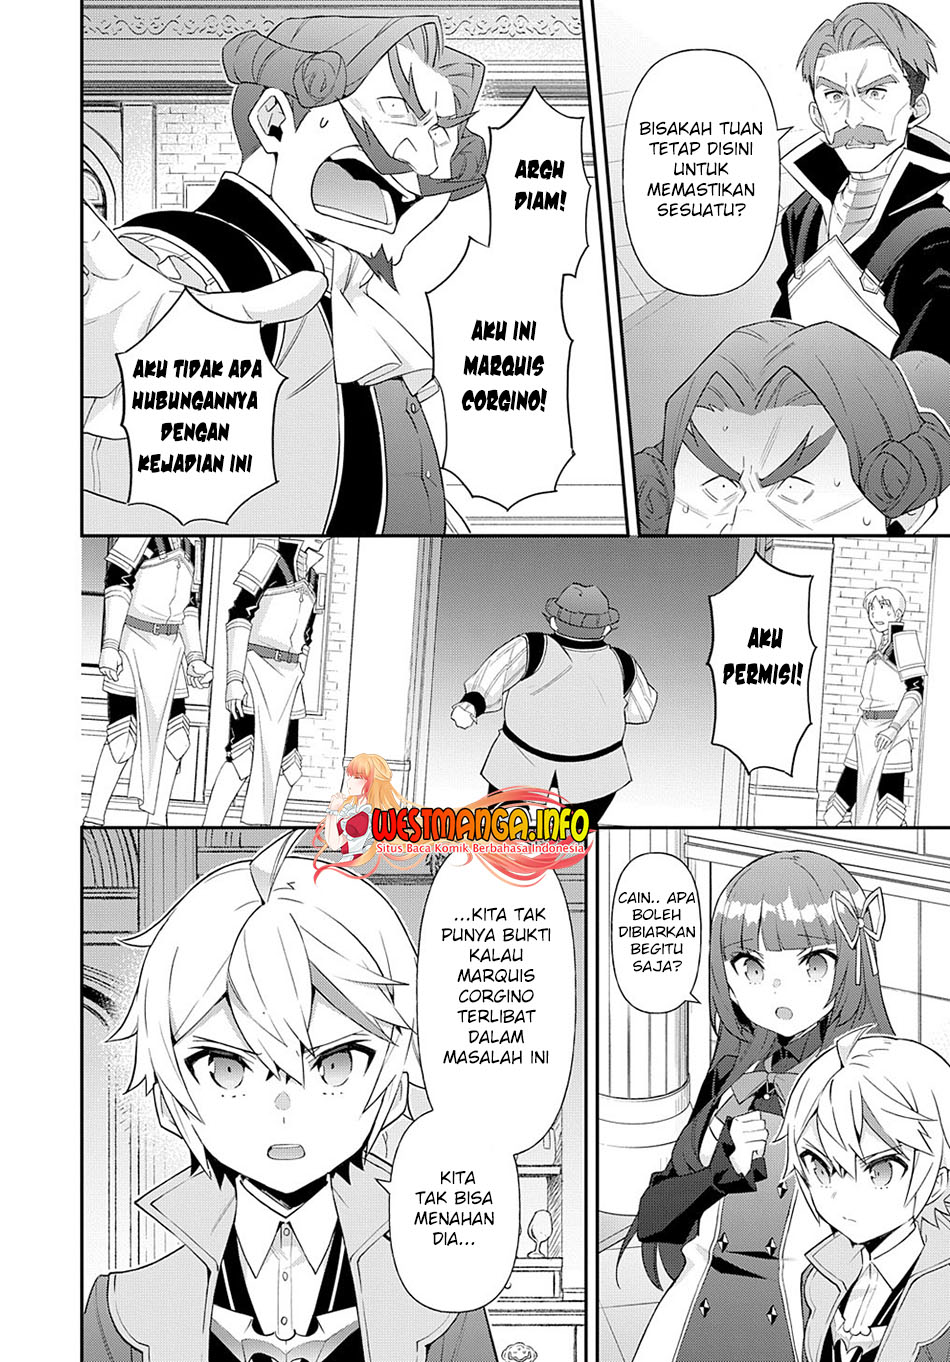 BISAKAH TUAN
TETAP DISINI
UNTUK
MEMASTIKAN
SESUATU?
ARGH
DIAM!
AKU INI
MARQUIS
CORGINO!
AKU TIDAK ADA
HUBUNGANNYA
DENGAN
KEJADIAN INI
AKU
PERMISI!
WESTMANGA.INFO
Situs Baca Komik Berbahasa Indonesia
CAIN.. APA
BOLEH
DIBIARKAN
BEGITU
SAJA?
...KITA TAK
PUNYA BUKTI
KALAU
MARQUIS
CORGINO
TERLIBAT
DALAM
MASALAH INI
KITA
TAK BISA
MENAHAN
DIA...